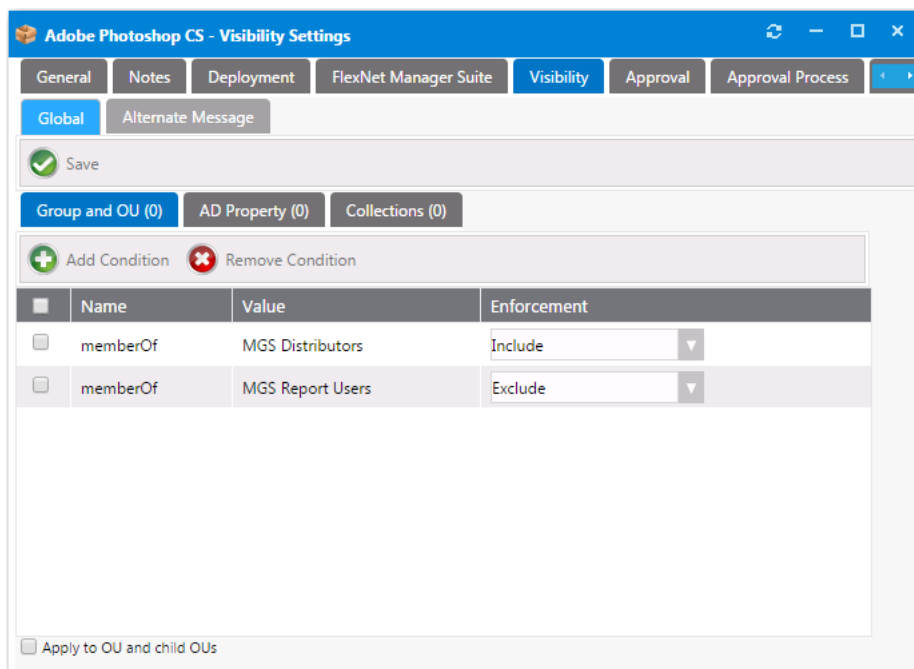 Adobe Photoshop CS - Visibility Settings
General Notes Deployment FlexNet Manager Suite Visibility Approval Approval Process
Global Alternate Message
Save
Group and OU (0) AD Property (0) Collections (0)
Add Condition Remove Condition
Name Value Enforcement
memberOf MGS Distributors Include
memberOf MGS Report Users Exclude
Apply to OU and child OUs